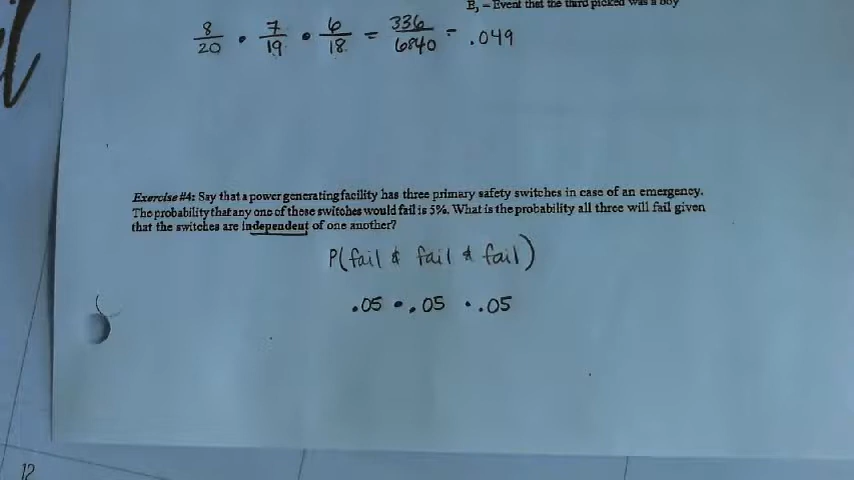 B₃ – Event that the third picked was a boy
8/20 • 7/19 • 6/18 = 336/6840 = .049
Exercise #4: Say that a power generating facility has three primary safety switches in case of an emergency.
The probability that any one of these switches would fail is 5%. What is the probability all three will fail given
that the switches are independent of one another?
P(fail & fail & fail)
.05 • .05 • .05
12